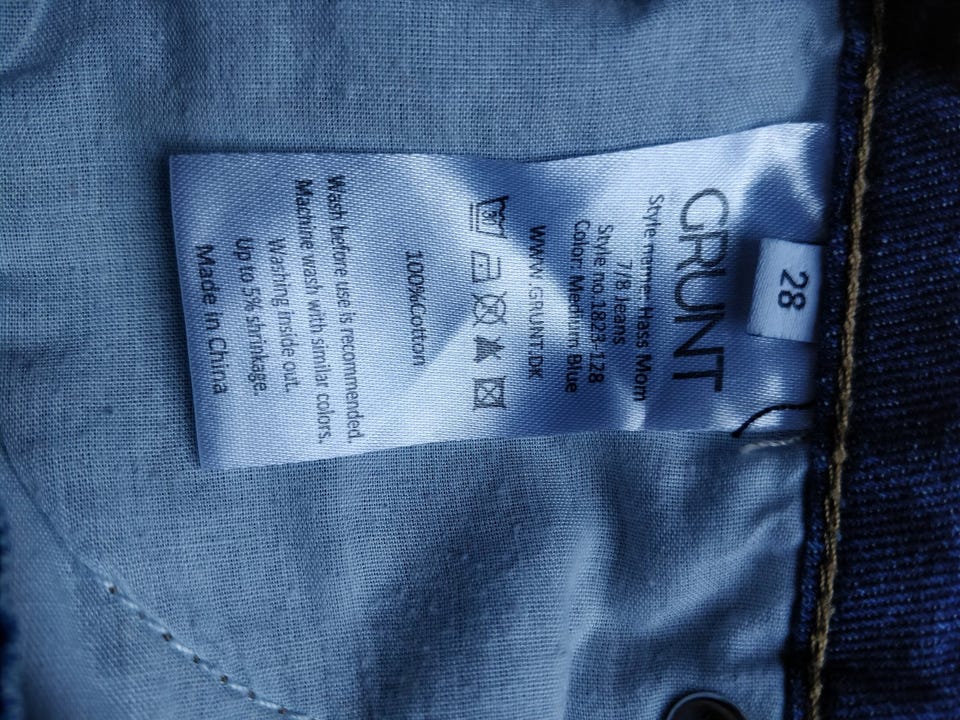 28
GRUNT
Style name: Hass Mom
7/8 Jeans
Style no.1823-128
Color: Medium Blue
WWW.GRUNT.DK
100%Cotton
Wash before use is recommended.
Machine wash with similar colors.
Washing inside out.
Up to 5% shrinkage.
Made in China